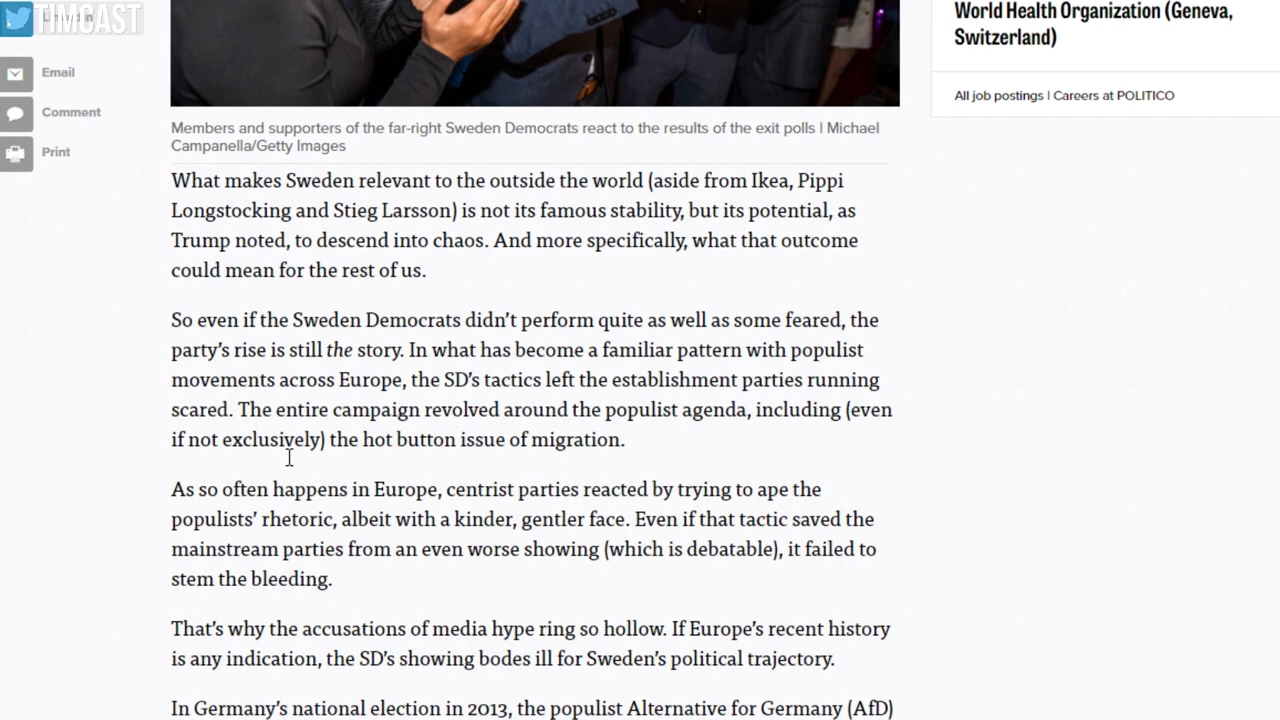 TIMCAST
World Health Organization (Geneva,
Switzerland)
Email
All job postings | Careers at POLITICO
Comment
Members and supporters of the far-right Sweden Democrats react to the results of the exit polls | Michael
Campanella/Getty Images
Print
What makes Sweden relevant to the outside the world (aside from Ikea, Pippi
Longstocking and Stieg Larsson) is not its famous stability, but its potential, as
Trump noted, to descend into chaos. And more specifically, what that outcome
could mean for the rest of us.
So even if the Sweden Democrats didn't perform quite as well as some feared, the
party's rise is still the story. In what has become a familiar pattern with populist
movements across Europe, the SD's tactics left the establishment parties running
scared. The entire campaign revolved around the populist agenda, including (even
if not exclusively) the hot button issue of migration.
As so often happens in Europe, centrist parties reacted by trying to ape the
populists' rhetoric, albeit with a kinder, gentler face. Even if that tactic saved the
mainstream parties from an even worse showing (which is debatable), it failed to
stem the bleeding.
That's why the accusations of media hype ring so hollow. If Europe's recent history
is any indication, the SD's showing bodes ill for Sweden's political trajectory.
In Germany's national election in 2013, the populist Alternative for Germany (AfD)